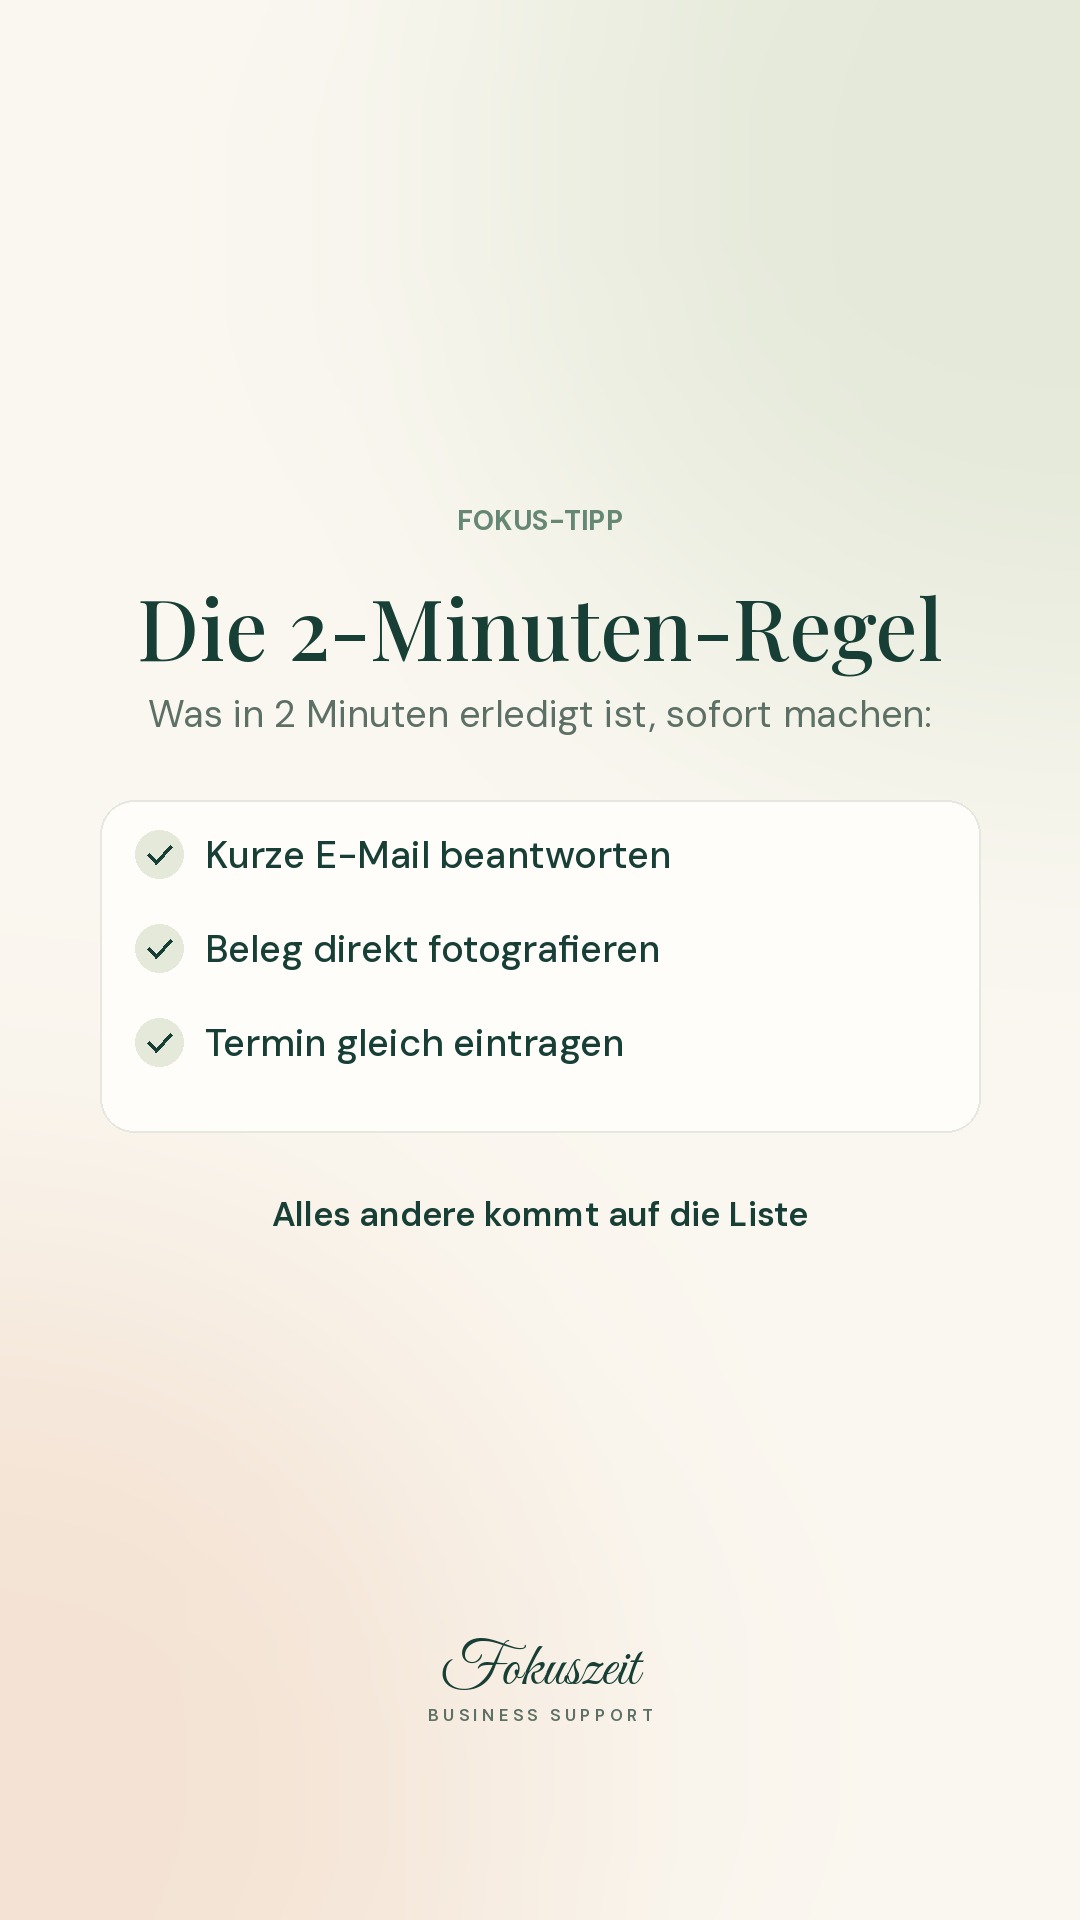 FOKUS-TIPP
Die 2-Minuten-Regel
Was in 2 Minuten erledigt ist, sofort machen:
Kurze E-Mail beantworten
Beleg direkt fotografieren
Termin gleich eintragen
Alles andere kommt auf die Liste
Fokuszeit
BUSINESS SUPPORT